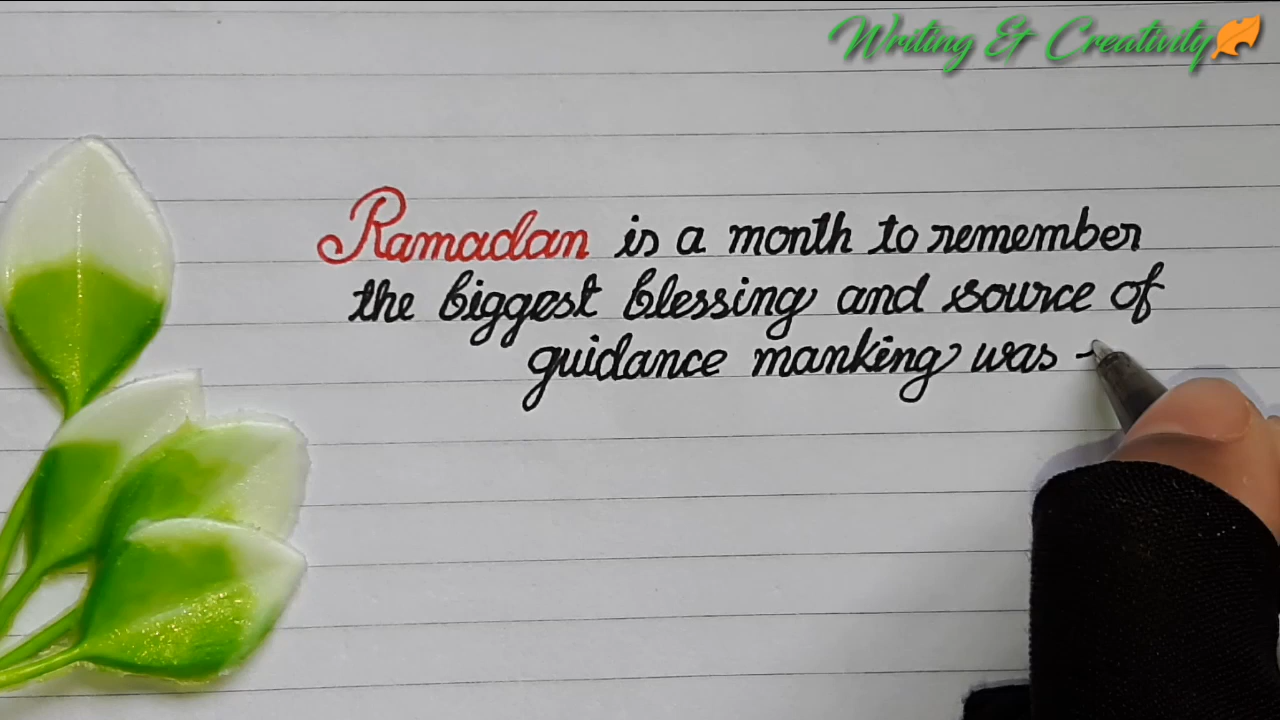 Writing & Creativity
Ramadan is a month to remember
the biggest blessing and source of
guidance manking was